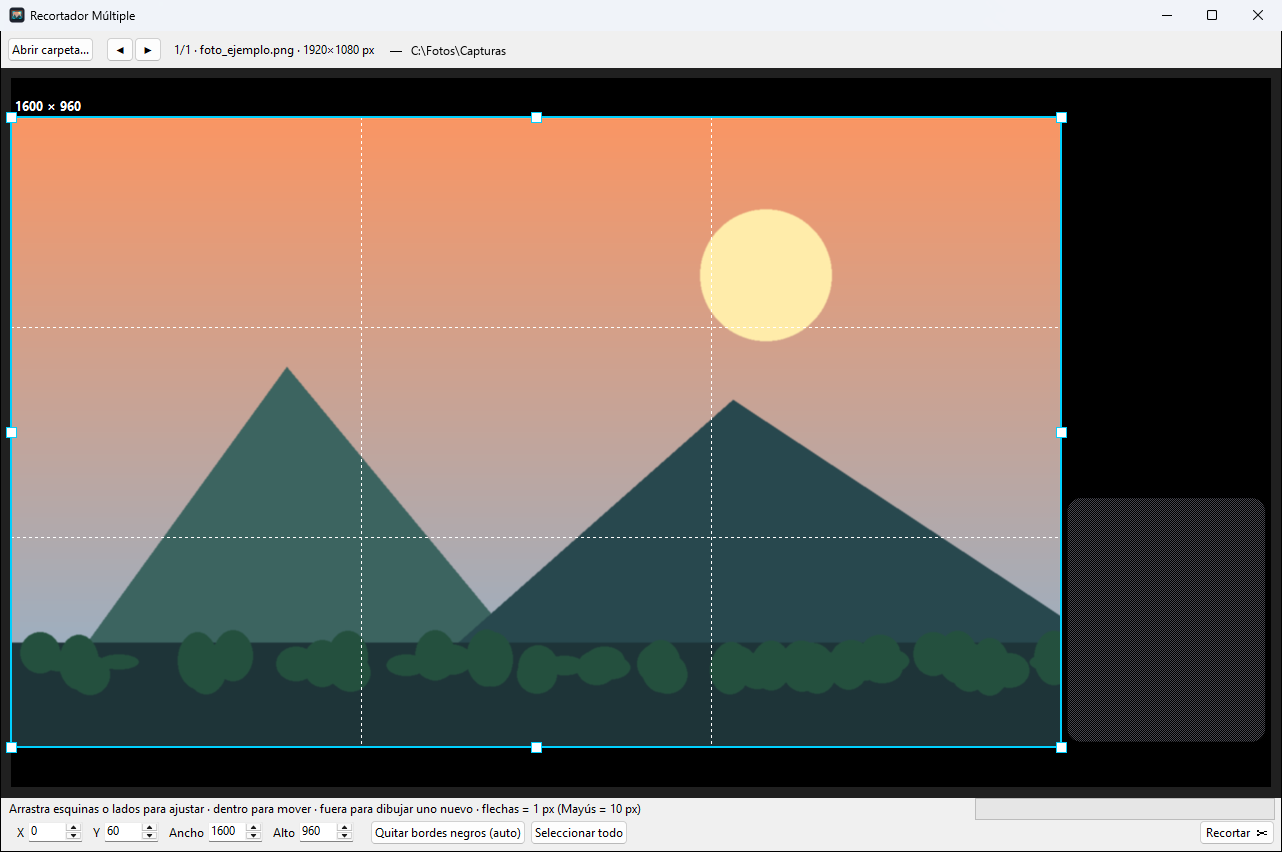 Recortador Múltiple
Abrir carpeta... ◄ ► 1/1 · foto_ejemplo.png · 1920×1080 px — C:\Fotos\Capturas
1600 × 960
Arrastra esquinas o lados para ajustar · dentro para mover · fuera para dibujar uno nuevo · flechas = 1 px (Mayús = 10 px)
X 0 Y 60 Ancho 1600 Alto 960 Quitar bordes negros (auto) Seleccionar todo Recortar ✂